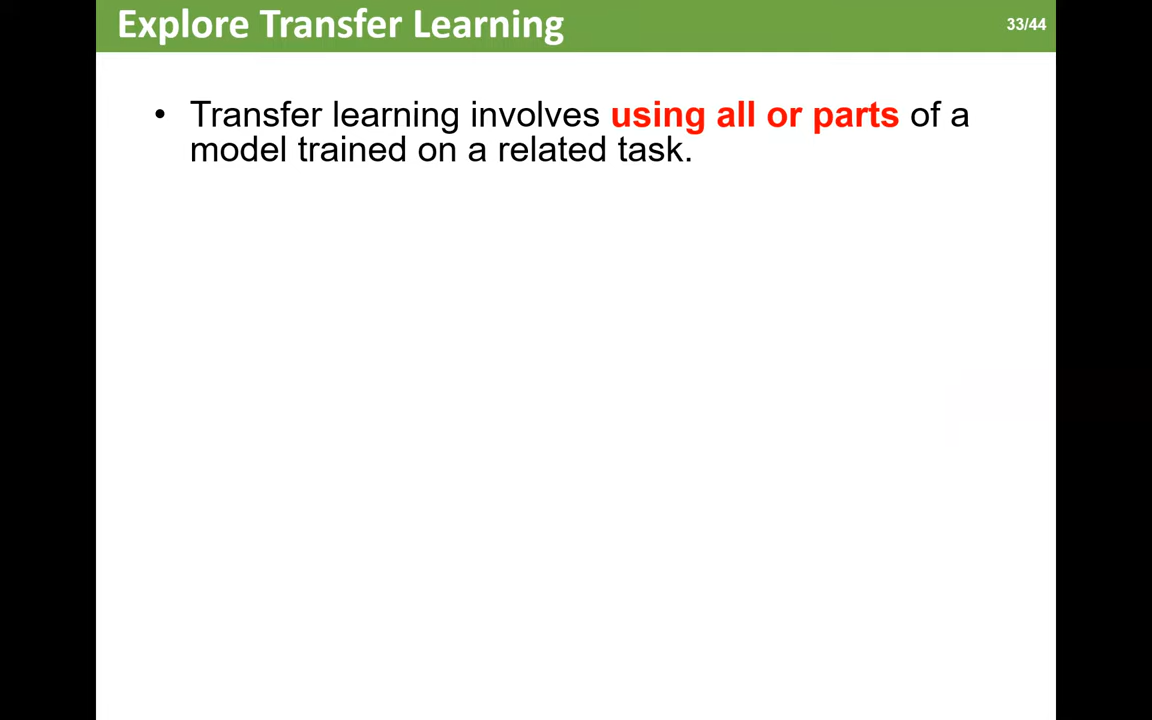 Explore Transfer Learning
33/44
• Transfer learning involves using all or parts of a
model trained on a related task.